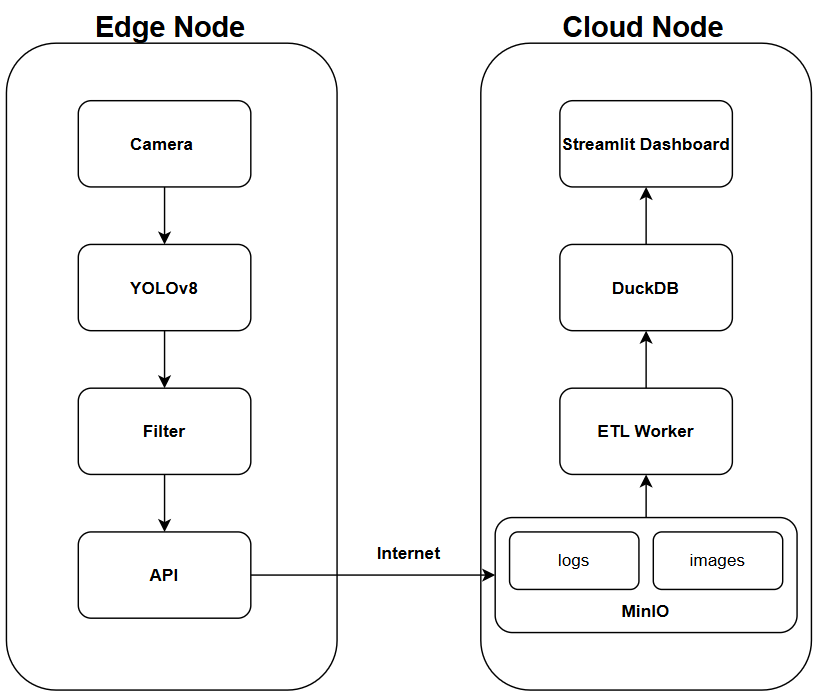 Edge Node
Camera
YOLOv8
Filter
API
Internet
Cloud Node
Streamlit Dashboard
DuckDB
ETL Worker
logs
images
MinIO